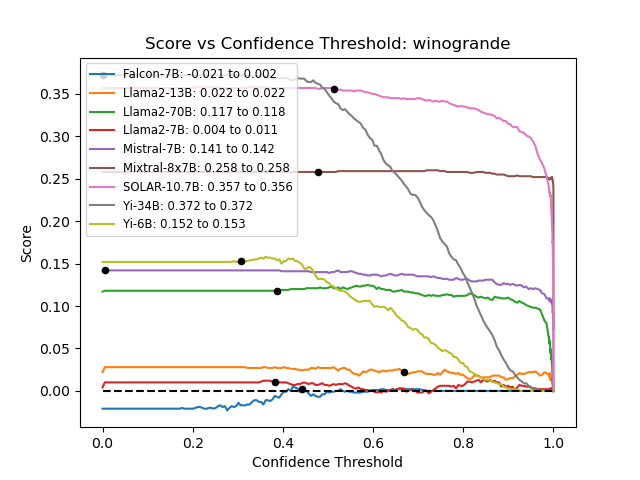 Score vs Confidence Threshold: winogrande
Falcon-7B: -0.021 to 0.002
Llama2-13B: 0.022 to 0.022
Llama2-70B: 0.117 to 0.118
Llama2-7B: 0.004 to 0.011
Mistral-7B: 0.141 to 0.142
Mixtral-8x7B: 0.258 to 0.258
SOLAR-10.7B: 0.357 to 0.356
Yi-34B: 0.372 to 0.372
Yi-6B: 0.152 to 0.153
Score
0.35
0.30
0.25
0.20
0.15
0.10
0.05
0.00
0.0 0.2 0.4 0.6 0.8 1.0
Confidence Threshold